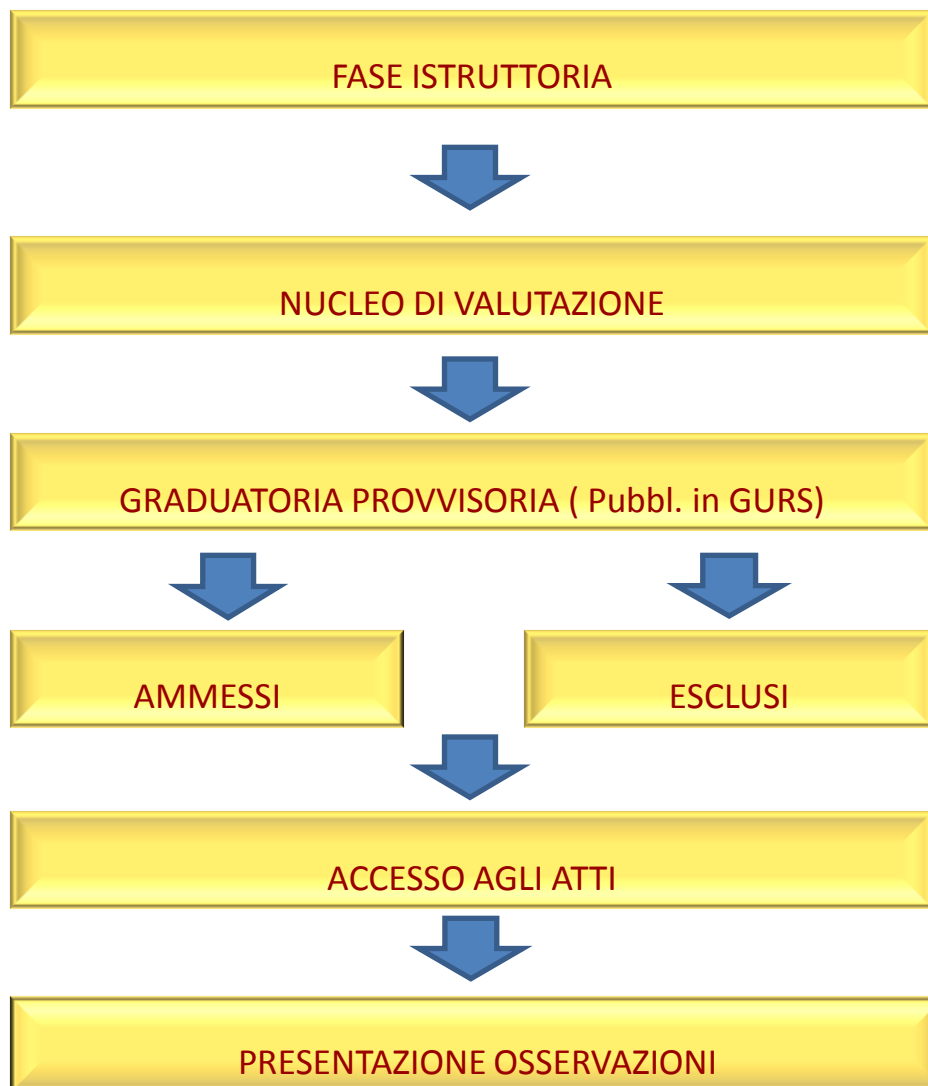 FASE ISTRUTTORIA
NUCLEO DI VALUTAZIONE
GRADUATORIA PROVVISORIA ( Pubbl. in GURS)
AMMESSI
ESCLUSI
ACCESSO AGLI ATTI
PRESENTAZIONE OSSERVAZIONI